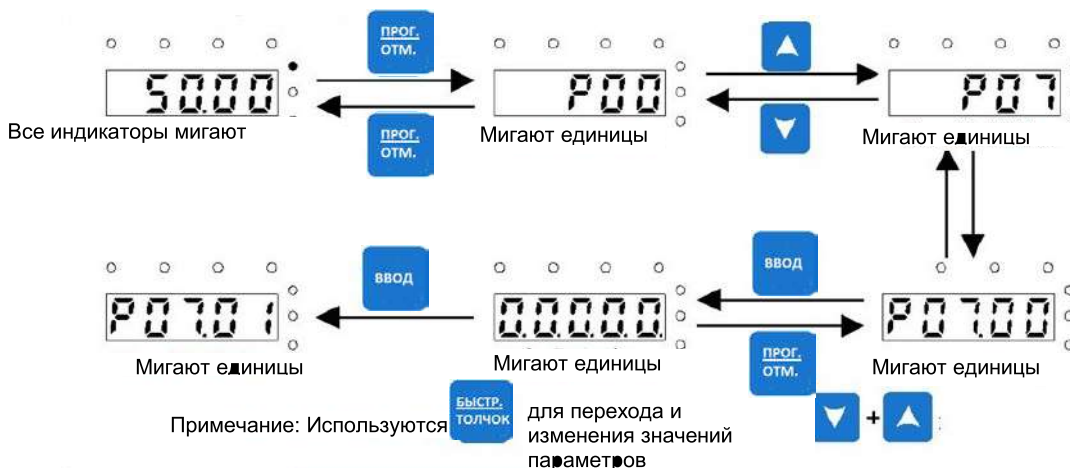 ПРОГ.
ОТМ.
50.00
P00
P07
Все индикаторы мигают
ПРОГ.
ОТМ.
Мигают единицы
Мигают единицы
ВВОД
ВВОД
P07.01
0.0.0.0.0.
P07.00
Мигают единицы
Мигают единицы
Мигают единицы
ПРОГ.
ОТМ.
Примечание: Используются
БЫСТР.
ТОЛЧОК
для перехода и
изменения значений
параметров
+
: